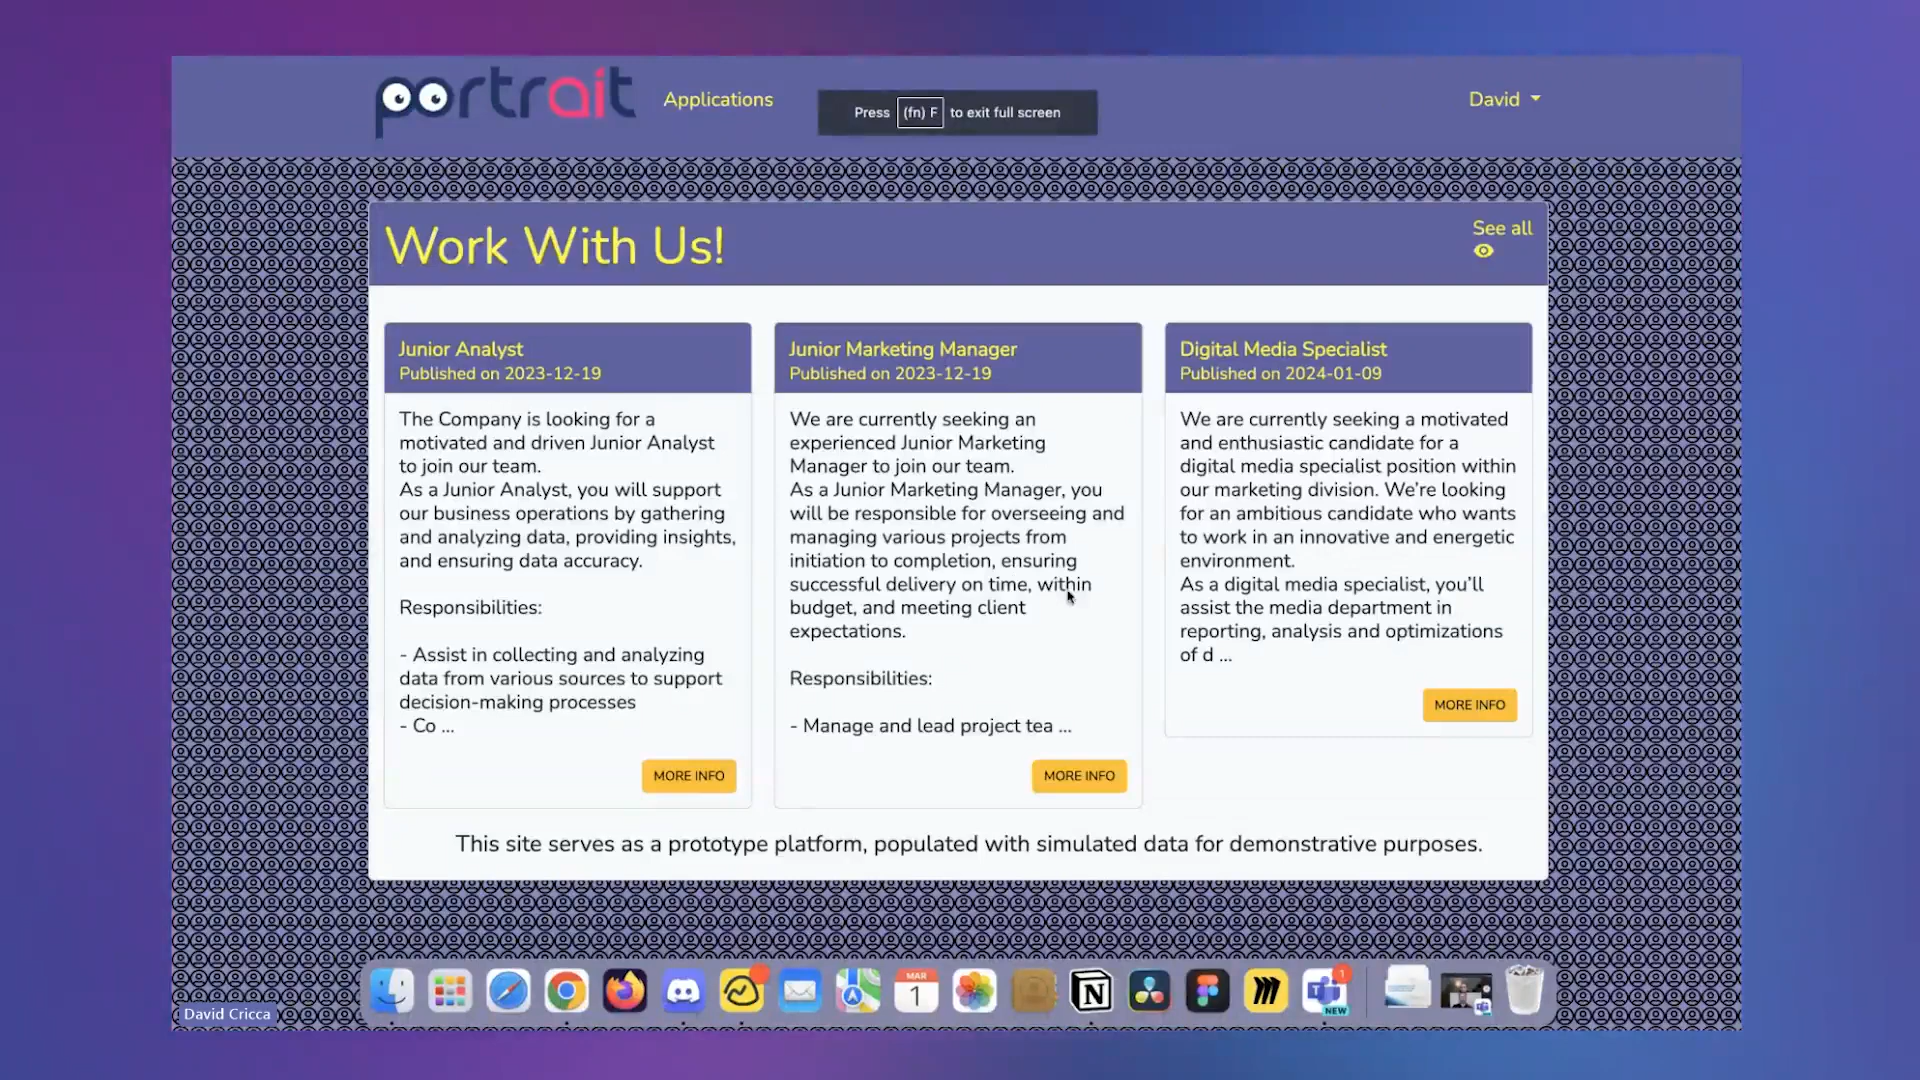 portrait
Applications
Press (fn) F to exit full screen
David
Work With Us!
See all
Junior Analyst
Published on 2023-12-19
The Company is looking for a
motivated and driven Junior Analyst
to join our team.
As a Junior Analyst, you will support
our business operations by gathering
and analyzing data, providing insights,
and ensuring data accuracy.
Responsibilities:
- Assist in collecting and analyzing
data from various sources to support
decision-making processes
- Co ...
MORE INFO
Junior Marketing Manager
Published on 2023-12-19
We are currently seeking an
experienced Junior Marketing
Manager to join our team.
As a Junior Marketing Manager, you
will be responsible for overseeing and
managing various projects from
initiation to completion, ensuring
successful delivery on time, within
budget, and meeting client
expectations.
Responsibilities:
- Manage and lead project tea ...
MORE INFO
Digital Media Specialist
Published on 2024-01-09
We are currently seeking a motivated
and enthusiastic candidate for a
digital media specialist position within
our marketing division. We’re looking
for an ambitious candidate who wants
to work in an innovative and energetic
environment.
As a digital media specialist, you’ll
assist the media department in
reporting, analysis and optimizations
of d ...
MORE INFO
This site serves as a prototype platform, populated with simulated data for demonstrative purposes.
MAR
1
N
1
T
NEW
David Cricca